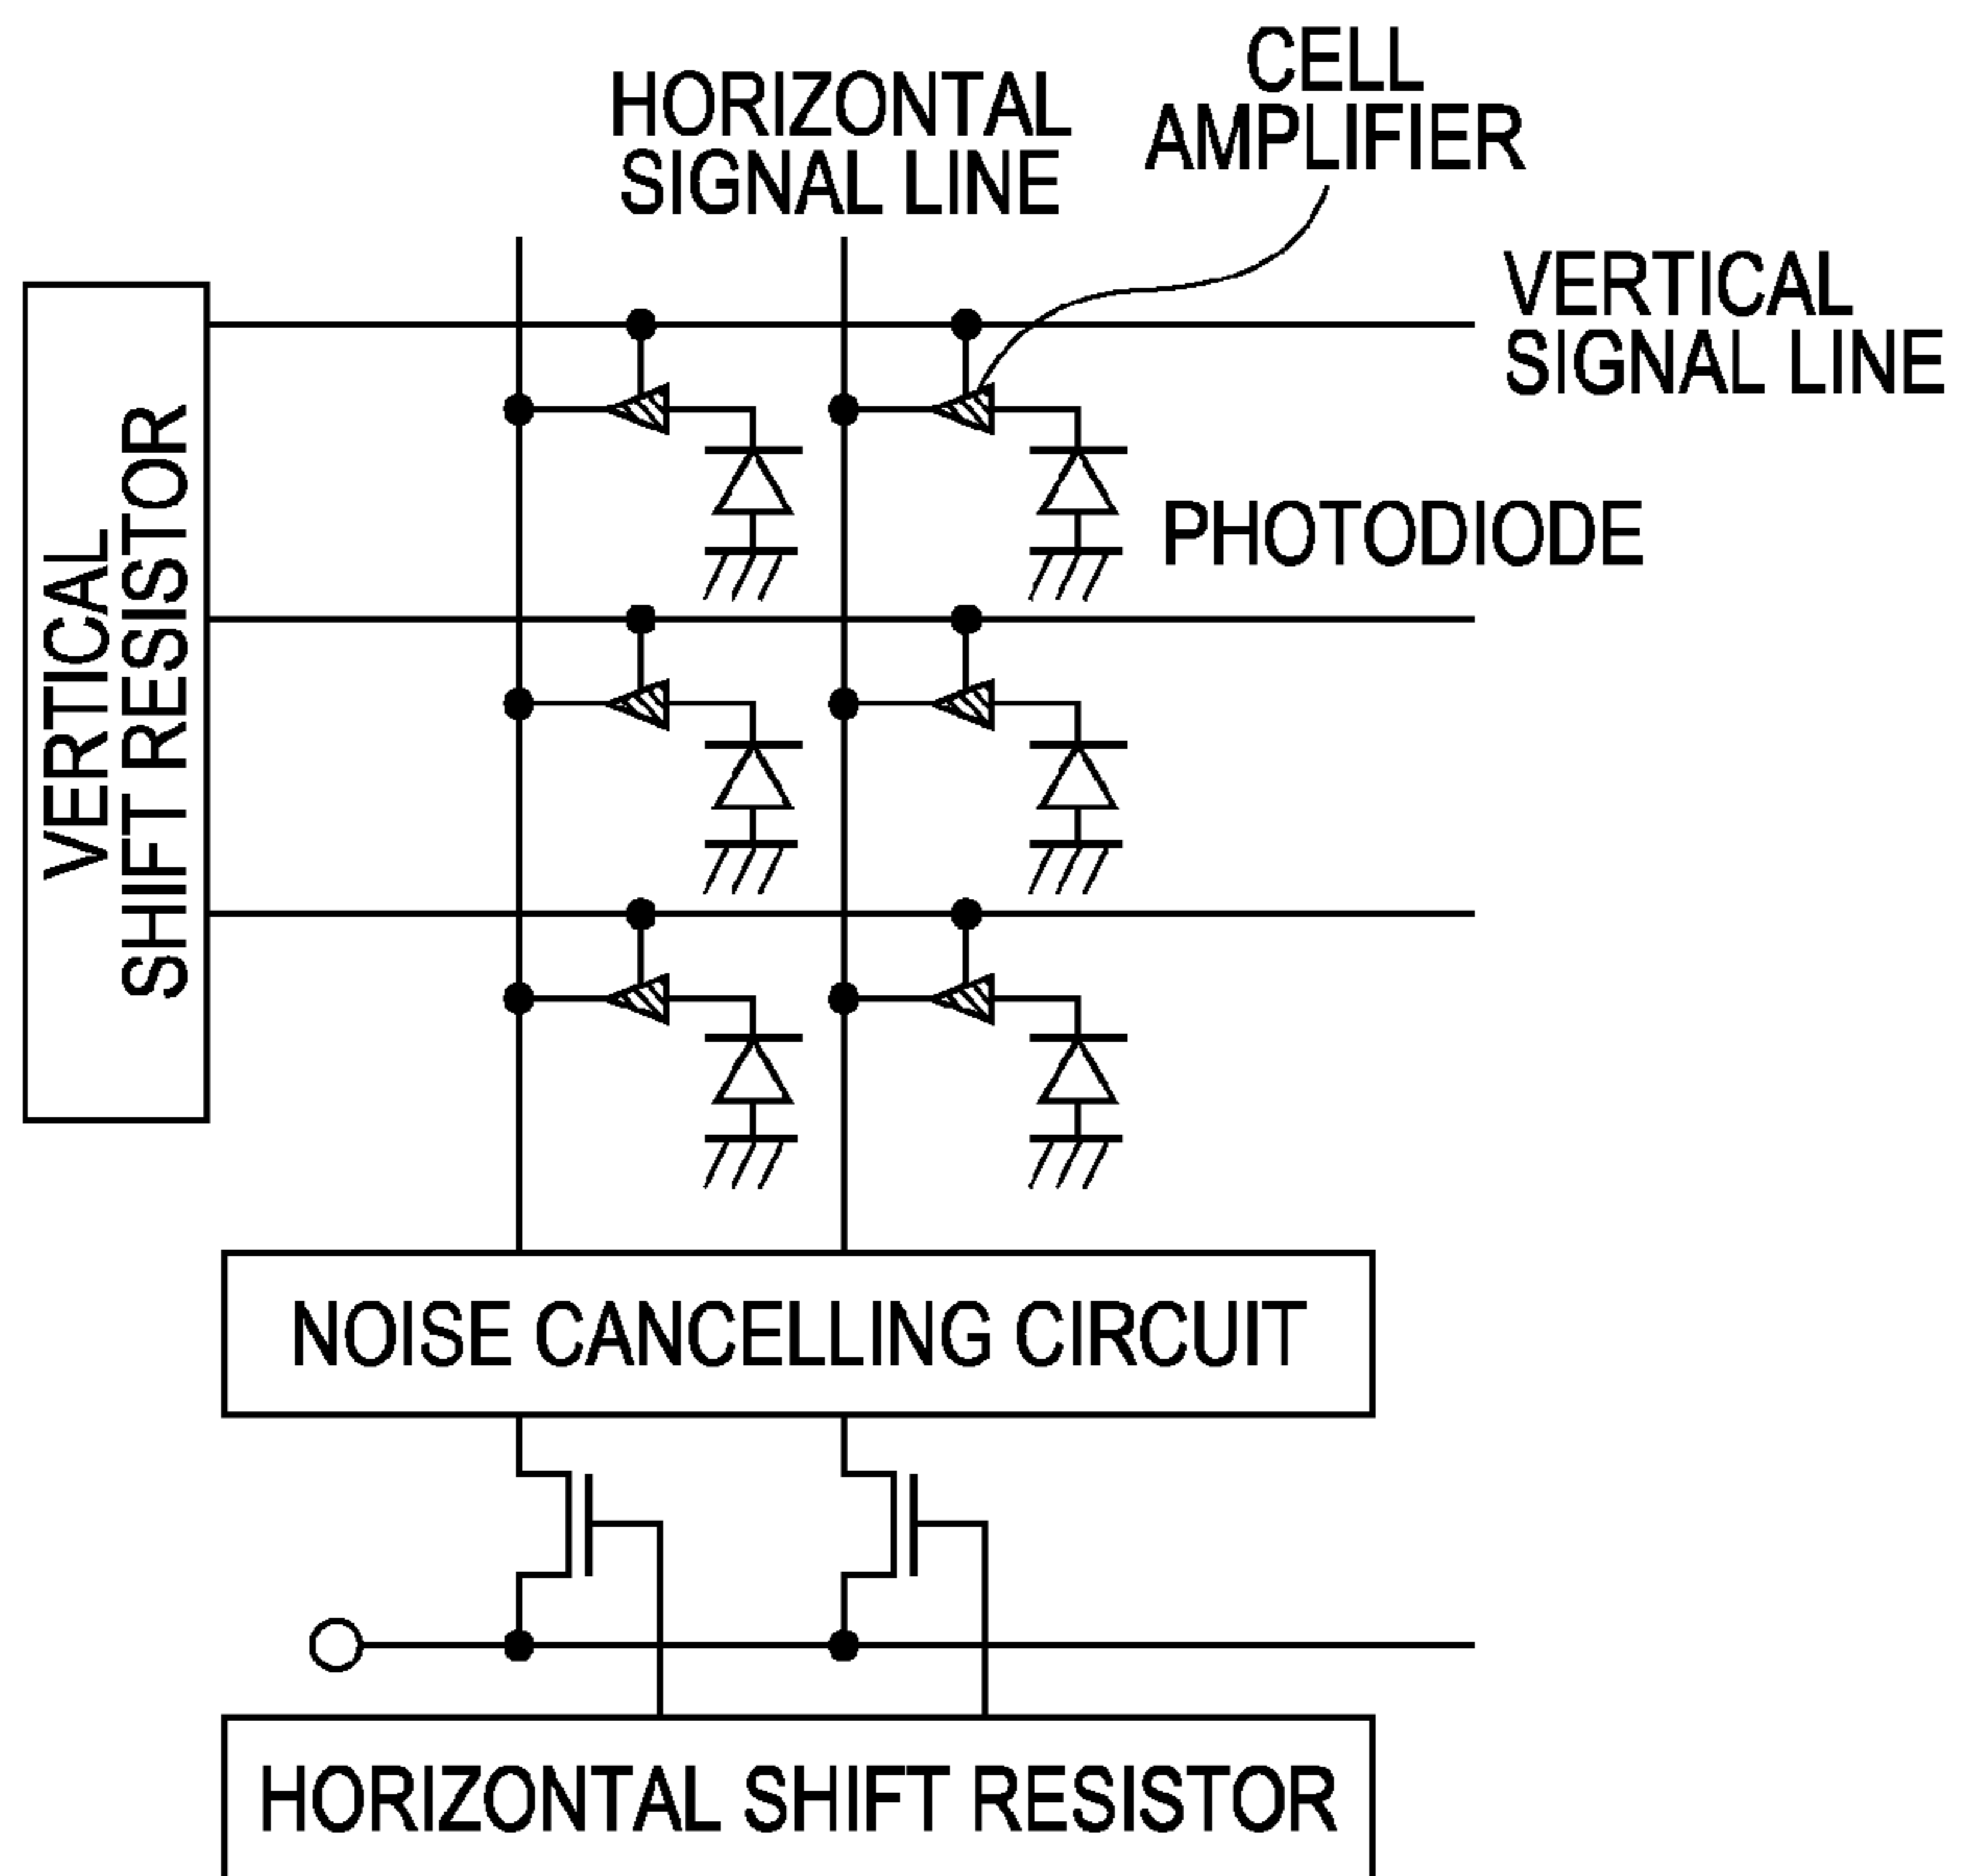 HORIZONTAL
SIGNAL LINE
CELL
AMPLIFIER
VERTICAL
SIGNAL LINE
VERTICAL
SHIFT RESISTOR
PHOTODIODE
NOISE CANCELLING CIRCUIT
HORIZONTAL SHIFT RESISTOR